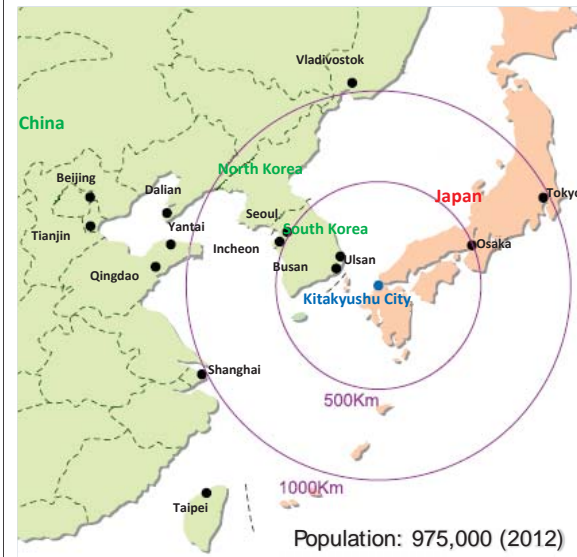 Vladivostok
China
North Korea
Beijing
Dalian
Japan
Tokyo
Seoul
Tianjin
Yantai
South Korea
Incheon
Osaka
Qingdao
Busan
Ulsan
Kitakyushu City
Shanghai
500Km
1000Km
Taipei
Population: 975,000 (2012)